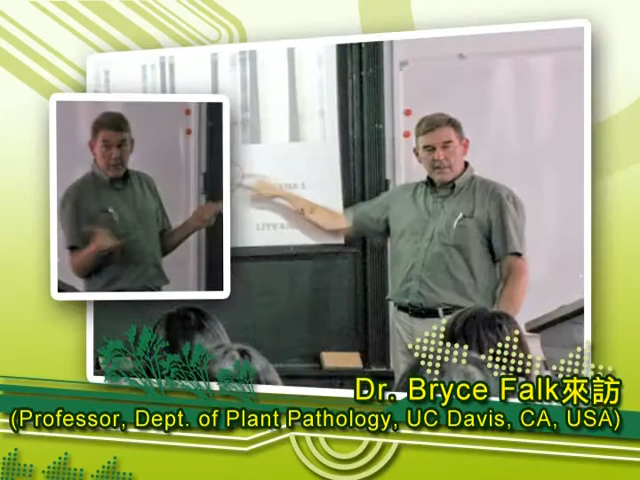 Dr. Bryce Falk來訪
(Professor, Dept. of Plant Pathology, UC Davis, CA, USA)